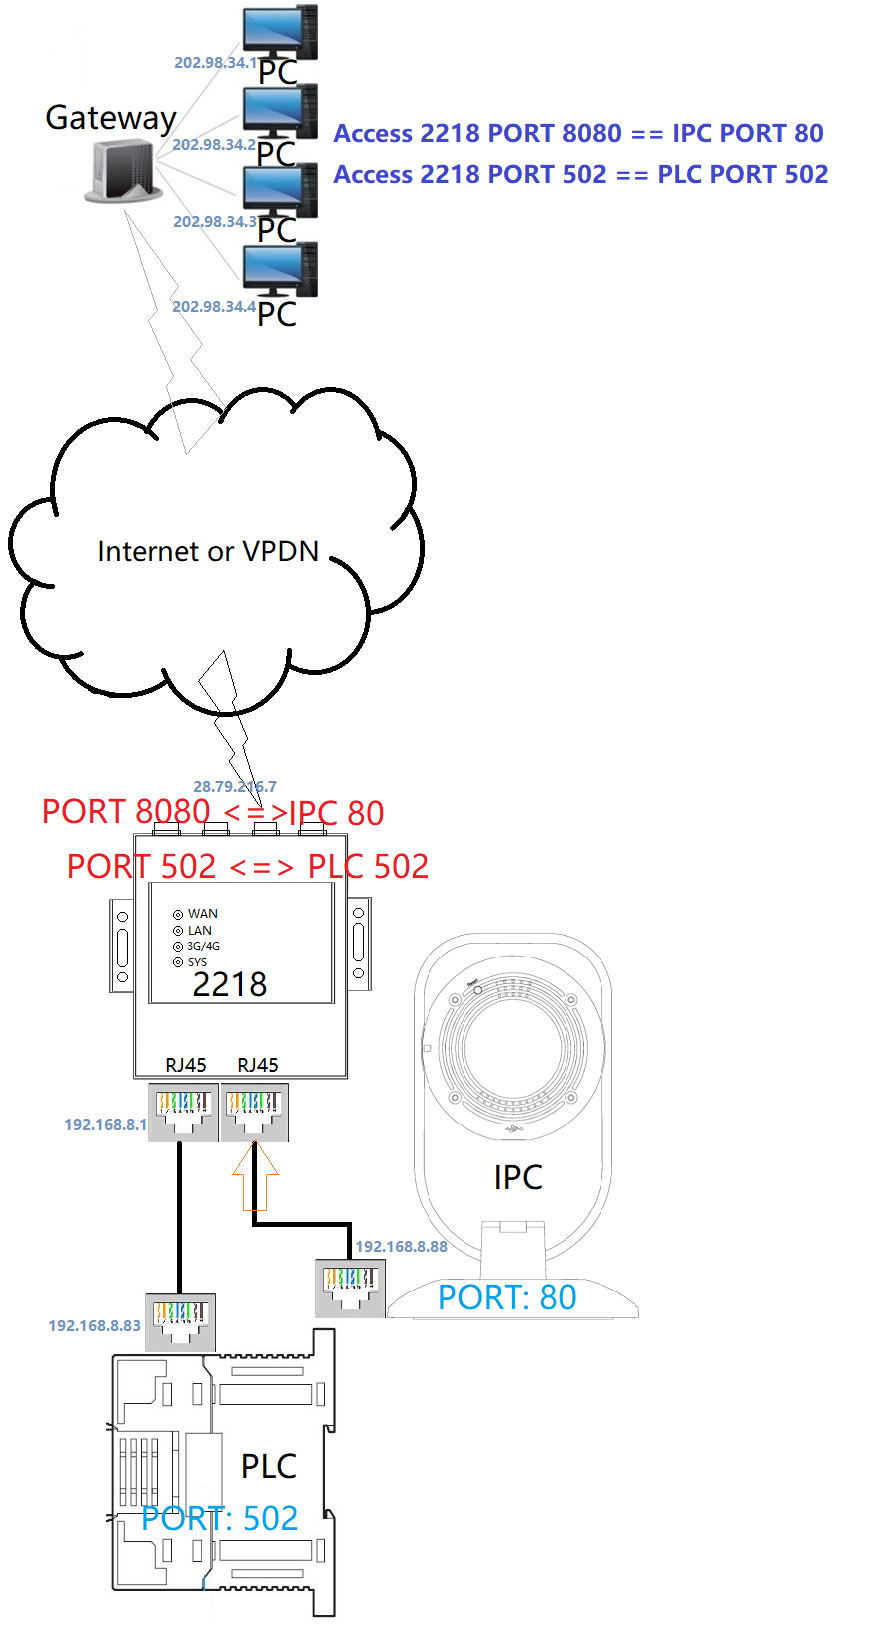 202.98.34.1
PC
Gateway
202.98.34.2
PC
Access 2218 PORT 8080 == IPC PORT 80
Access 2218 PORT 502 == PLC PORT 502
202.98.34.3
PC
202.98.34.4
PC
Internet or VPDN
28.79.216.7
PORT 8080 <=>IPC 80
PORT 502 <=> PLC 502
WAN
LAN
3G/4G
SYS
2218
Reset
RJ45 RJ45
192.168.8.1
IPC
192.168.8.88
PORT: 80
192.168.8.83
PLC
PORT: 502